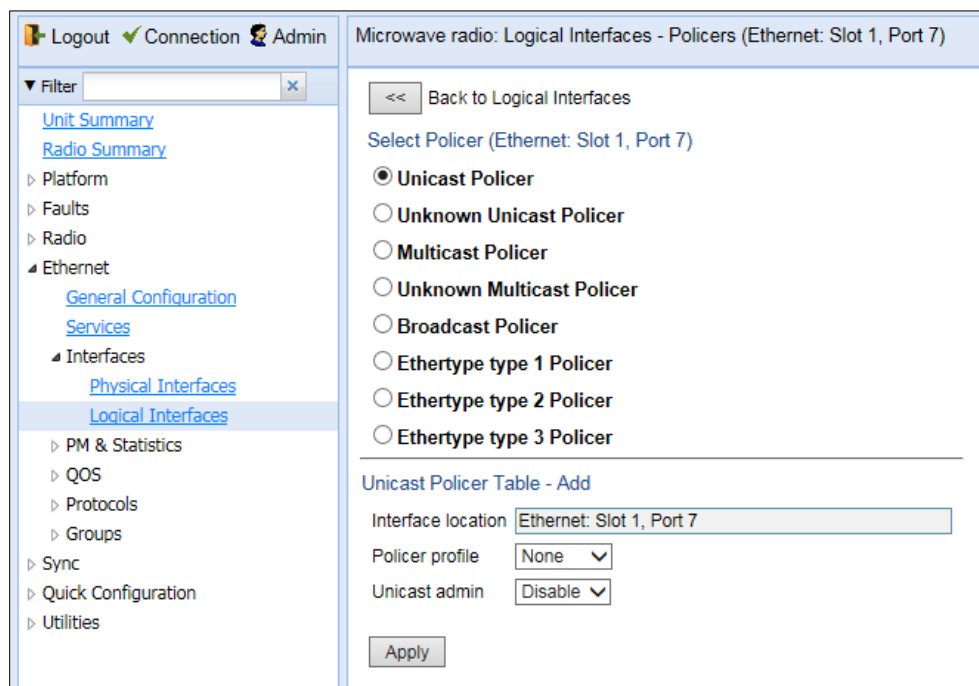 Logout Connection Admin
Filter
Unit Summary
Radio Summary
Platform
Faults
Radio
Ethernet
General Configuration
Services
Interfaces
Physical Interfaces
Logical Interfaces
PM & Statistics
QOS
Protocols
Groups
Sync
Quick Configuration
Utilities
Microwave radio: Logical Interfaces - Policers (Ethernet: Slot 1, Port 7)
<< Back to Logical Interfaces
Select Policer (Ethernet: Slot 1, Port 7)
Unicast Policer
Unknown Unicast Policer
Multicast Policer
Unknown Multicast Policer
Broadcast Policer
Ethertype type 1 Policer
Ethertype type 2 Policer
Ethertype type 3 Policer
Unicast Policer Table - Add
Interface location Ethernet: Slot 1, Port 7
Policer profile None
Unicast admin Disable
Apply